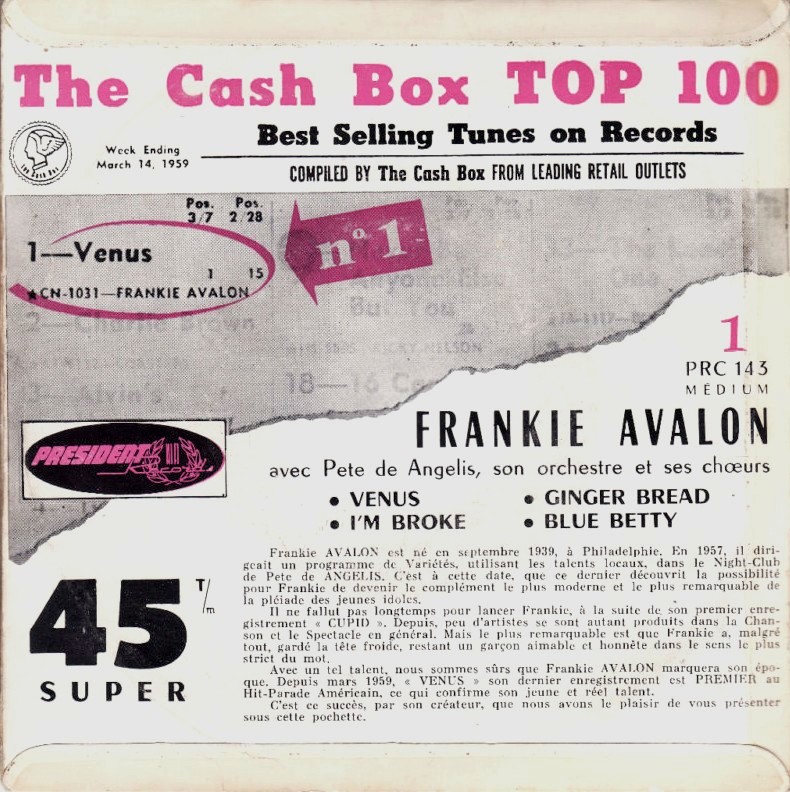 The Cash Box TOP 100
Best Selling Tunes on Records
Week Ending
March 14, 1959
COMPILED BY The Cash Box FROM LEADING RETAIL OUTLETS
Pos. Pos.
3/7 2/28
1—Venus
1 15
★CN-1031—FRANKIE AVALON
n° 1
2—Charlie Brown
3—Alvin's
But You
RICKY NELSON
18—16
One
1
PRC 143
MÉDIUM
PRESIDENT
FRANKIE AVALON
avec Pete de Angelis, son orchestre et ses chœurs
• VENUS
• I'M BROKE
• GINGER BREAD
• BLUE BETTY
45 T/m
SUPER
Frankie AVALON est né en septembre 1939, à Philadelphie. En 1957, il diri-
geait un programme de Variétés, utilisant les talents locaux, dans le Night-Club
de Pete de ANGELIS. C'est à cette date, que ce dernier découvrit la possibilité
pour Frankie de devenir le complément le plus moderne et le plus remarquable de
la pléiade des jeunes idoles.
Il ne fallut pas longtemps pour lancer Frankie, à la suite de son premier enre-
gistrement « CUPID ». Depuis, peu d'artistes se sont autant produits dans la Chan-
son et le Spectacle en général. Mais le plus remarquable est que Frankie a, malgré
tout, gardé la tête froide, restant un garçon aimable et honnête dans le sens le plus
strict du mot.
Avec un tel talent, nous sommes sûrs que Frankie AVALON marquera son épo-
que. Depuis mars 1959, « VENUS » son dernier enregistrement est PREMIER au
Hit-Parade Américain, ce qui confirme son jeune et réel talent.
C'est ce succès, par son créateur, que nous avons le plaisir de vous présenter
sous cette pochette.